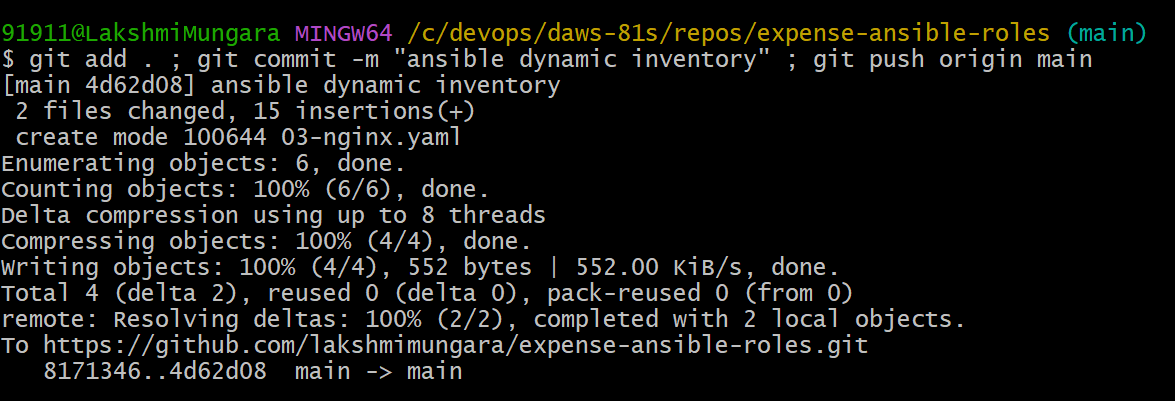 91911@LakshmiMungara MINGW64 /c/devops/daws-81s/repos/expense-ansible-roles (main)
$ git add . ; git commit -m "ansible dynamic inventory" ; git push origin main
[main 4d62d08] ansible dynamic inventory
 2 files changed, 15 insertions(+)
 create mode 100644 03-nginx.yaml
Enumerating objects: 6, done.
Counting objects: 100% (6/6), done.
Delta compression using up to 8 threads
Compressing objects: 100% (4/4), done.
Writing objects: 100% (4/4), 552 bytes | 552.00 KiB/s, done.
Total 4 (delta 2), reused 0 (delta 0), pack-reused 0 (from 0)
remote: Resolving deltas: 100% (2/2), completed with 2 local objects.
To https://github.com/lakshmimungara/expense-ansible-roles.git
   8171346..4d62d08  main -> main